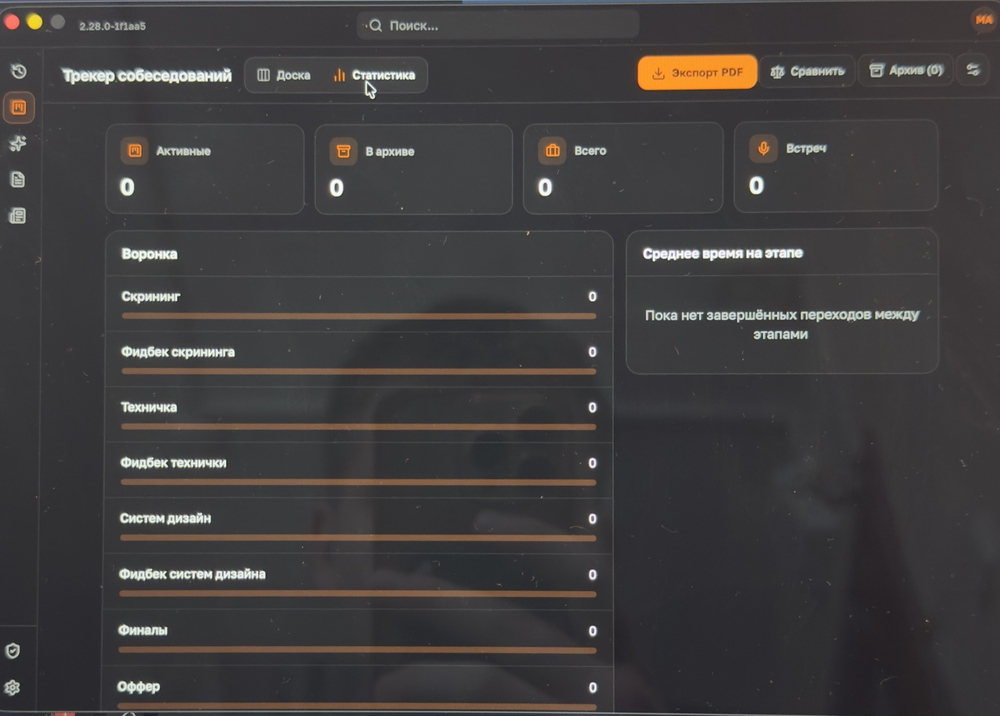 2.28.0-1f1aa5
Поиск...
MA
Трекер собеседований
Доска
Статистика
Экспорт PDF
Сравнить
Архив (0)
Активные
0
В архиве
0
Всего
0
Встреч
0
Воронка
Скрининг 0
Фидбек скрининга 0
Техничка 0
Фидбек технички 0
Систем дизайн 0
Фидбек систем дизайна 0
Финалы 0
Оффер 0
Среднее время на этапе
Пока нет завершённых переходов между
этапами